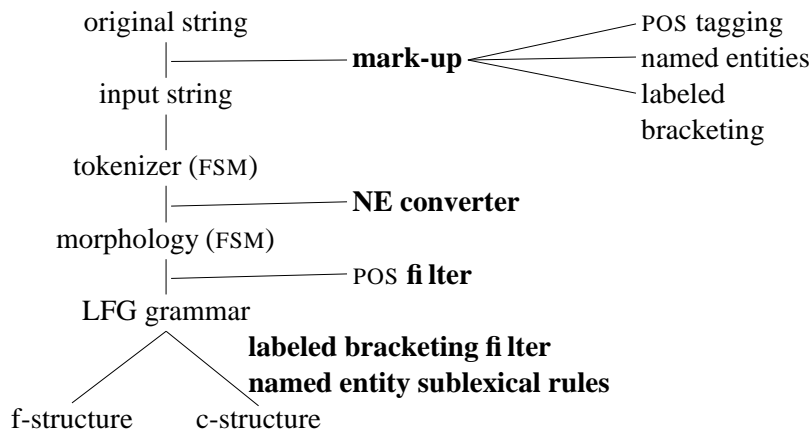 original string
POS tagging
mark-up
named entities
input string
labeled
bracketing
tokenizer (FSM)
NE converter
morphology (FSM)
POS filter
LFG grammar
labeled bracketing filter
named entity sublexical rules
f-structure
c-structure